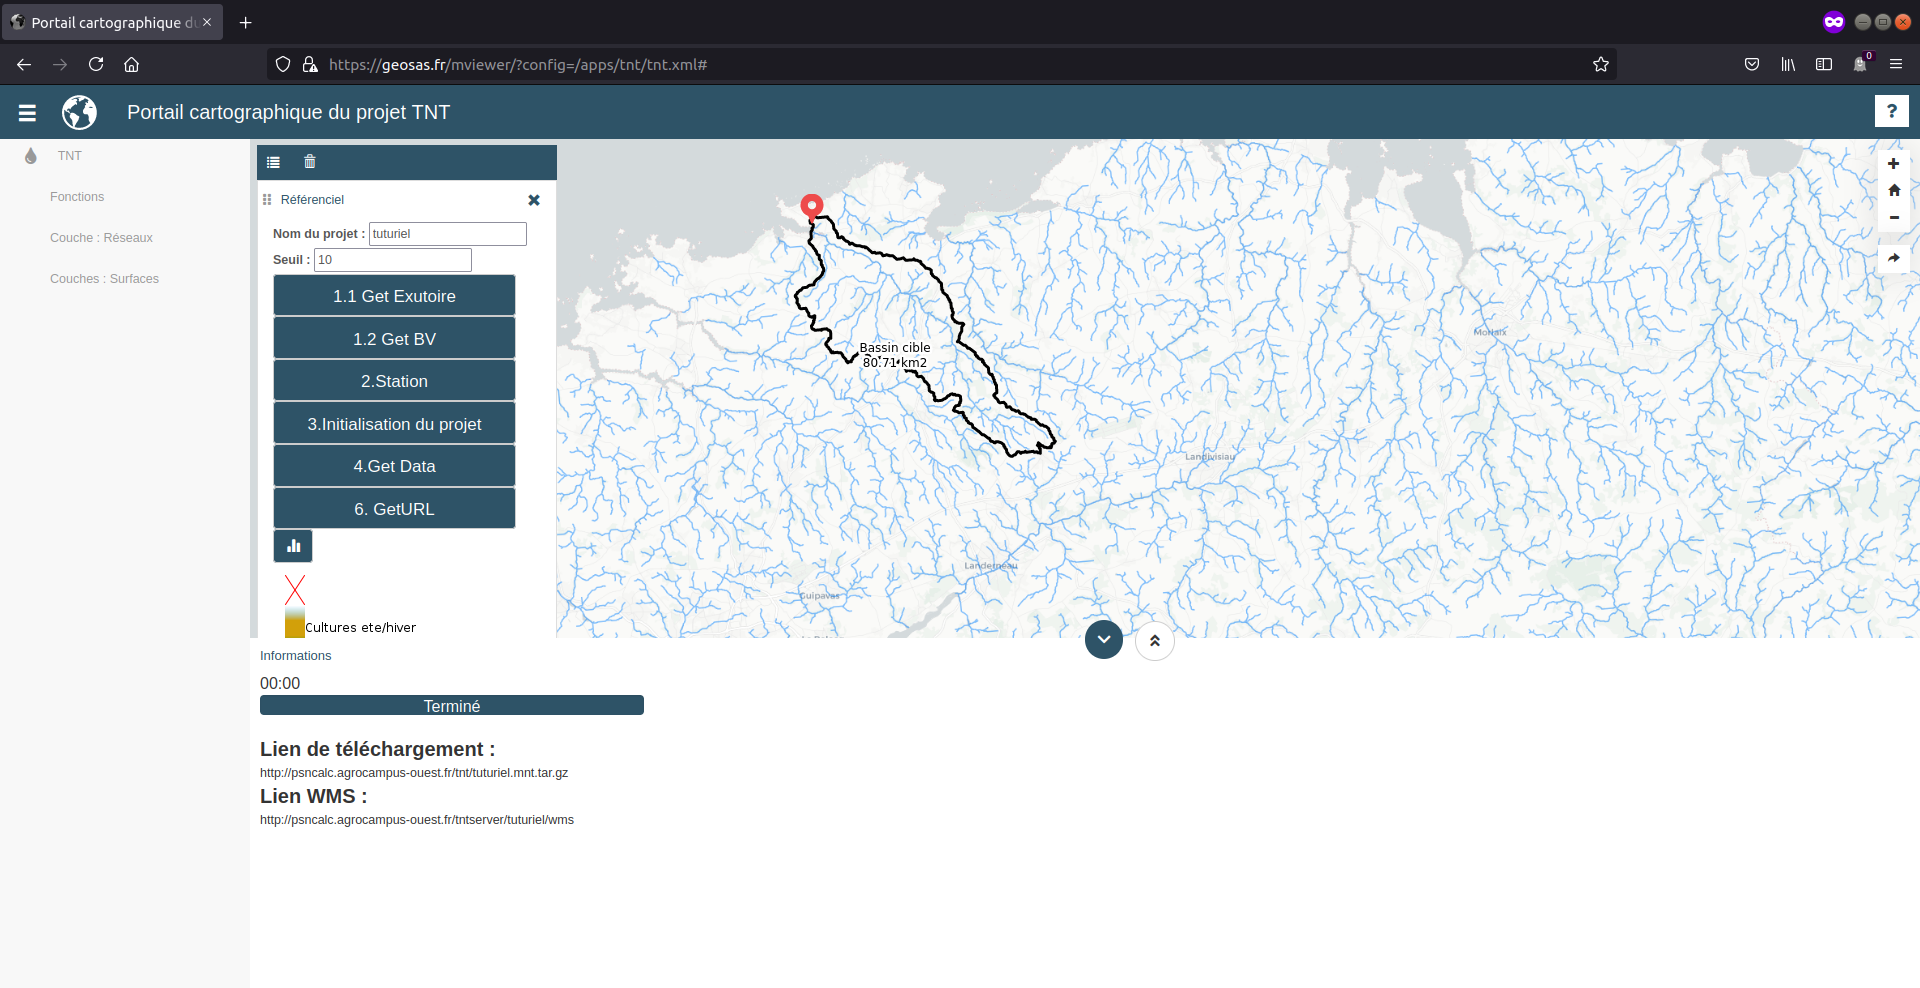 Portail cartographique du
https://geosas.fr/mviewer/?config=/apps/tnt/tnt.xml#
0
Portail cartographique du projet TNT
?
TNT
Fonctions
Couche : Réseaux
Couches : Surfaces
Référenciel
Nom du projet : tuturiel
Seuil : 10
1.1 Get Exutoire
1.2 Get BV
2.Station
3.Initialisation du projet
4.Get Data
6. GetURL
Cultures ete/hiver
Bassin cible
80.71 km2
Morlaix
Landivisiau
Landerneau
Guipavas
Informations
00:00
Terminé
Lien de téléchargement :
http://psncalc.agrocampus-ouest.fr/tnt/tuturiel.mnt.tar.gz
Lien WMS :
http://psncalc.agrocampus-ouest.fr/tntserver/tuturiel/wms